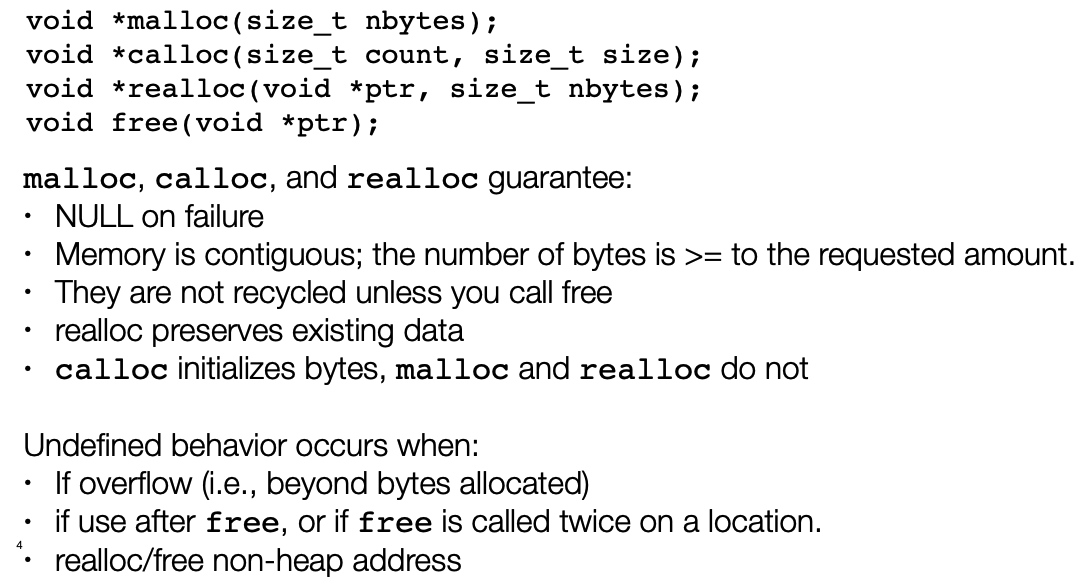 void *malloc(size_t nbytes);
void *calloc(size_t count, size_t size);
void *realloc(void *ptr, size_t nbytes);
void free(void *ptr);
malloc, calloc, and realloc guarantee:
• NULL on failure
• Memory is contiguous; the number of bytes is >= to the requested amount.
• They are not recycled unless you call free
• realloc preserves existing data
• calloc initializes bytes, malloc and realloc do not
Undefined behavior occurs when:
• If overflow (i.e., beyond bytes allocated)
• if use after free, or if free is called twice on a location.
4
• realloc/free non-heap address